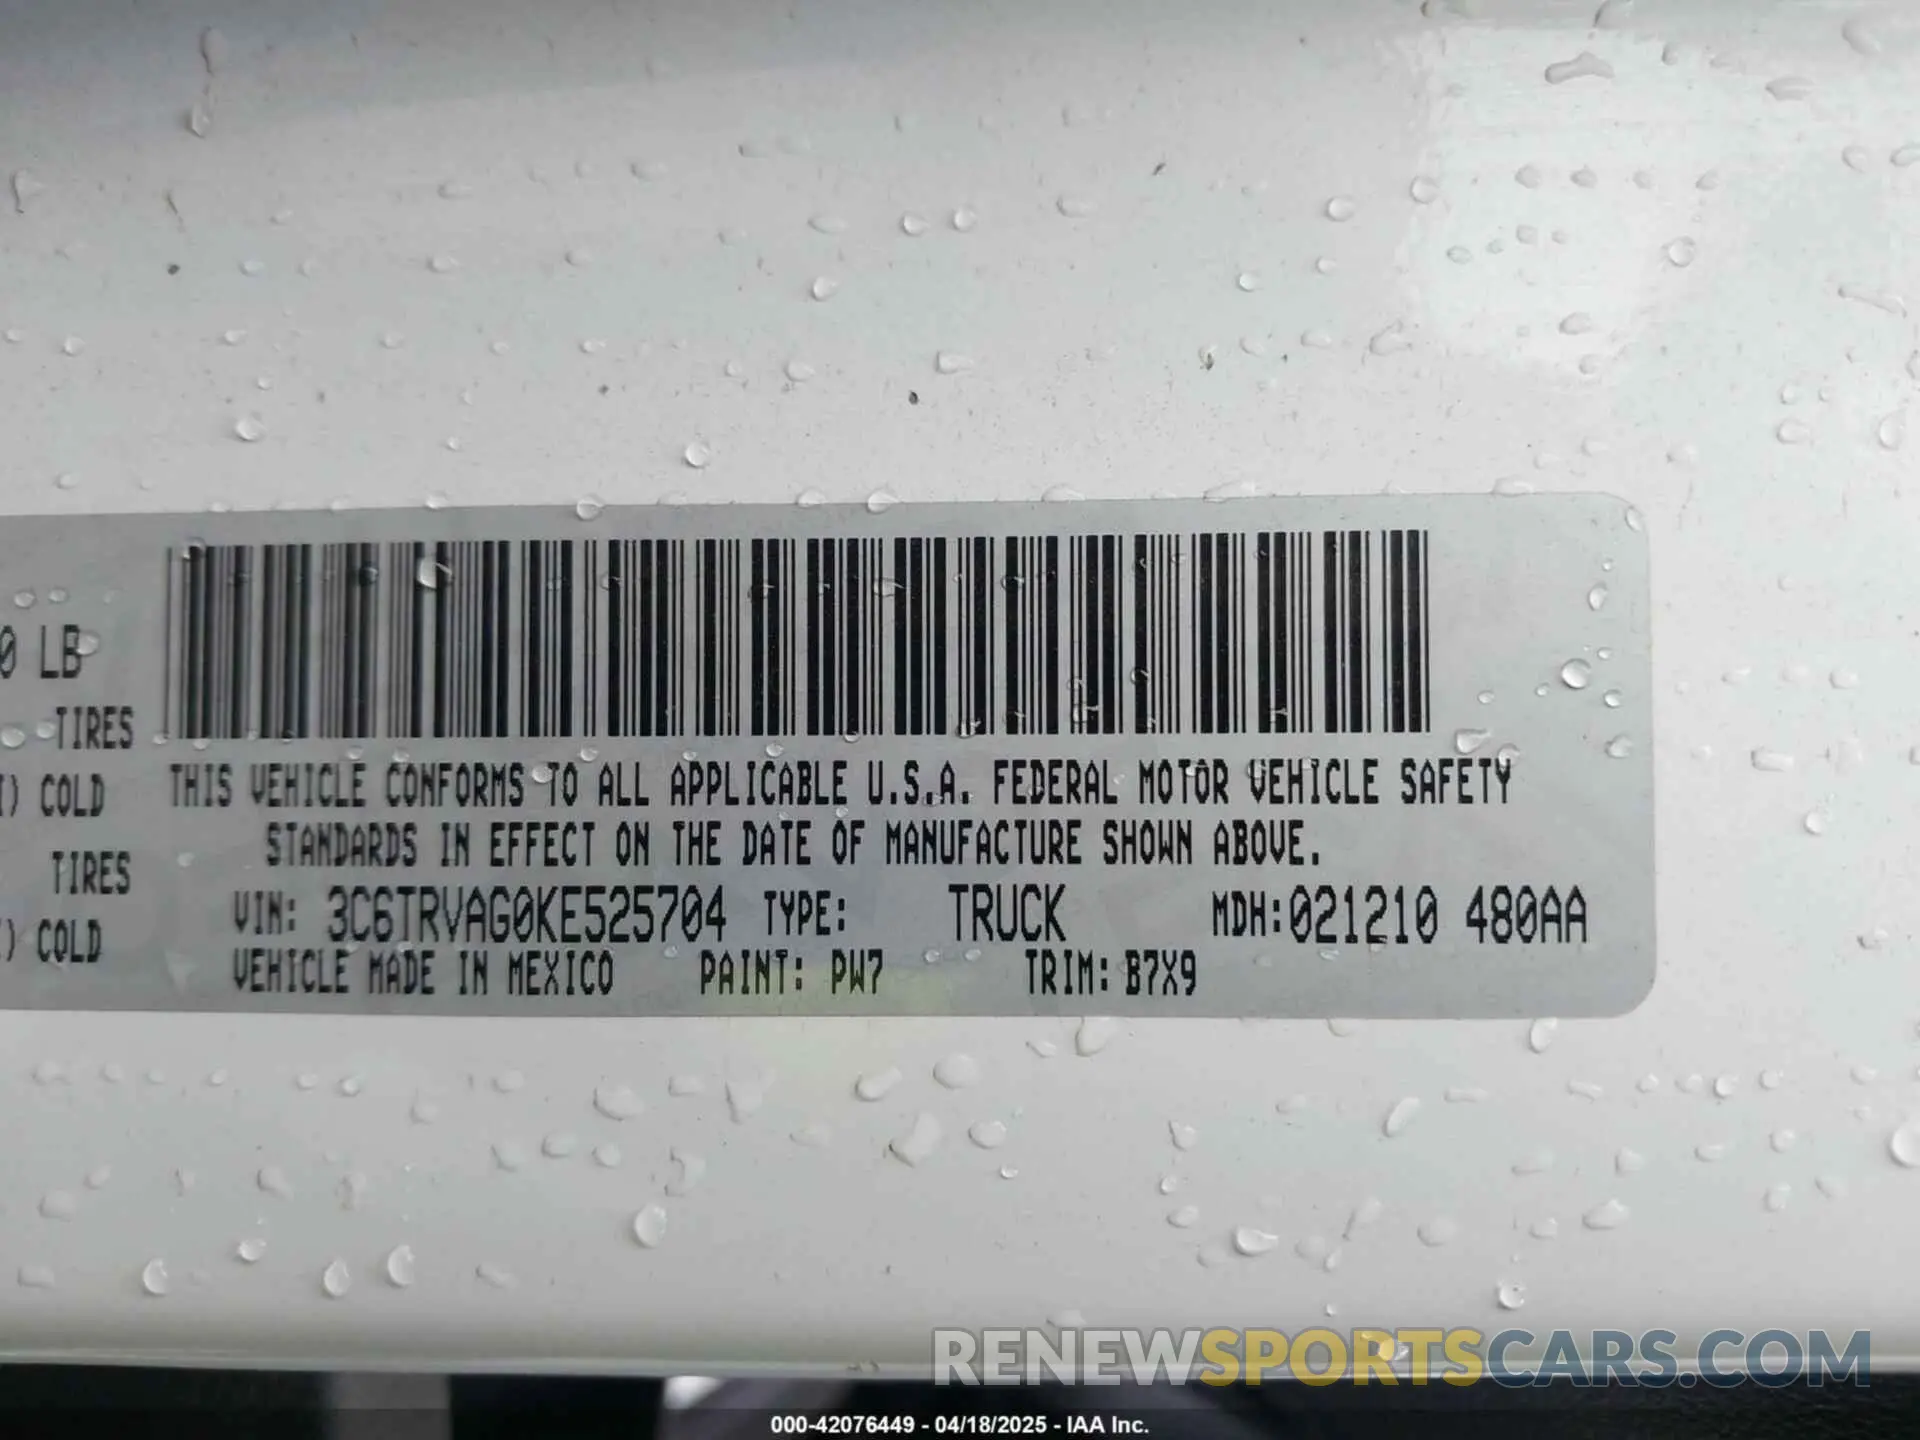 0 LB
TIRES
I) COLD
TIRES
) COLD
THIS VEHICLE CONFORMS TO ALL APPLICABLE U.S.A. FEDERAL MOTOR VEHICLE SAFETY
STANDARDS IN EFFECT ON THE DATE OF MANUFACTURE SHOWN ABOVE.
VIN: 3C6TRVAG0KE525704 TYPE: TRUCK MDH:021210 480AA
VEHICLE MADE IN MEXICO PAINT: PW7 TRIM: B7X9
RENEWSPORTSCARS.COM
000-42076449 - 04/18/2025 - IAA Inc.